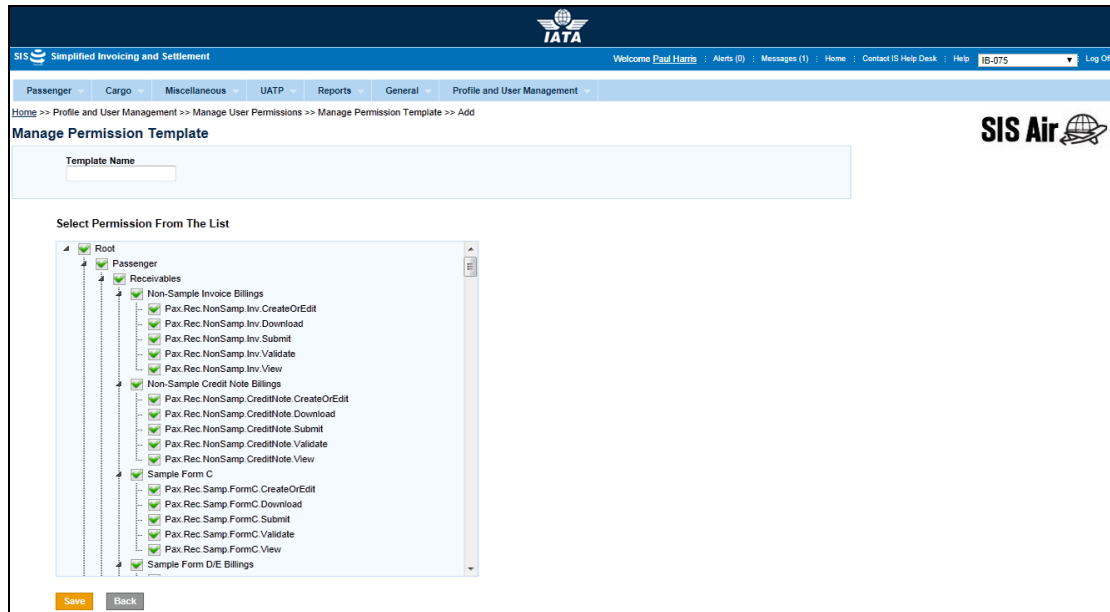 IATA
SIS Simplified Invoicing and Settlement
Welcome Paul Harris : Alerts (0) : Messages (1) : Home : Contact IS Help Desk : Help IB-075 Log Off
Passenger Cargo Miscellaneous UATP Reports General Profile and User Management
Home >> Profile and User Management >> Manage User Permissions >> Manage Permission Template >> Add
Manage Permission Template
SIS Air
Template Name
Select Permission From The List
Root
Passenger
Receivables
Non-Sample Invoice Billings
Pax.Rec.NonSamp.Inv.CreateOrEdit
Pax.Rec.NonSamp.Inv.Download
Pax.Rec.NonSamp.Inv.Submit
Pax.Rec.NonSamp.Inv.Validate
Pax.Rec.NonSamp.Inv.View
Non-Sample Credit Note Billings
Pax.Rec.NonSamp.CreditNote.CreateOrEdit
Pax.Rec.NonSamp.CreditNote.Download
Pax.Rec.NonSamp.CreditNote.Submit
Pax.Rec.NonSamp.CreditNote.Validate
Pax.Rec.NonSamp.CreditNote.View
Sample Form C
Pax.Rec.Samp.FormC.CreateOrEdit
Pax.Rec.Samp.FormC.Download
Pax.Rec.Samp.FormC.Submit
Pax.Rec.Samp.FormC.Validate
Pax.Rec.Samp.FormC.View
Sample Form D/E Billings
Save Back